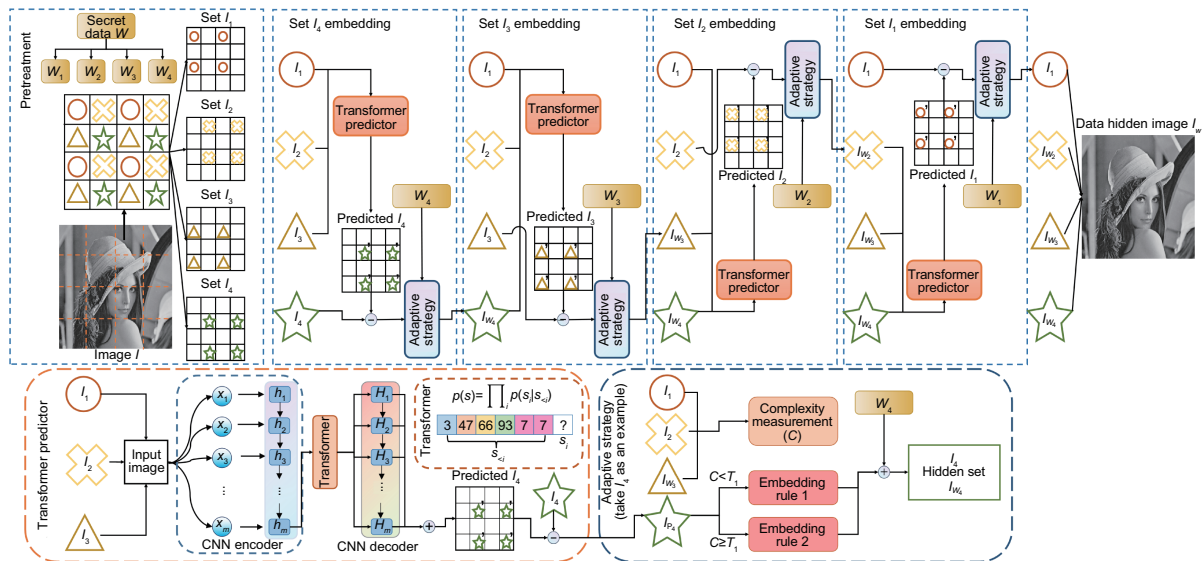 Pretreatment
Secret
data W
W1
W2
W3
W4
Image I
Set I1
Set I2
Set I3
Set I4
Set I4 embedding
I1
I2
I3
I4
Transformer
predictor
W4
Predicted I4
Adaptive
strategy
Set I3 embedding
I1
I2
I3
IW4
Transformer
predictor
W3
Predicted I3
Adaptive
strategy
Set I2 embedding
I1
I2
IW3
IW4
Adaptive
strategy
Predicted I2
W2
Transformer
predictor
Set I1 embedding
I1
IW2
IW3
IW4
Adaptive
strategy
Predicted I1
W1
Transformer
predictor
I1
IW2
IW3
IW4
Data hidden image Iw
Transformer predictor
I1
I2
I3
Input
image
x1
x2
x3
⋮
xm
h1
h2
h3
⋮
hm
CNN encoder
Transformer
H1
H2
H3
⋮
Hm
CNN decoder
Transformer
p(s)=∏i p(si|s<i)
3 47 66 93 7 7 ?
s<i
si
Predicted I4
I4
Adaptive strategy
(take I4 as an example)
I1
I2
IW3
IP4
Complexity
measurement
(C)
C<T1
C≥T1
Embedding
rule 1
Embedding
rule 2
W4
I4
Hidden set
IW4